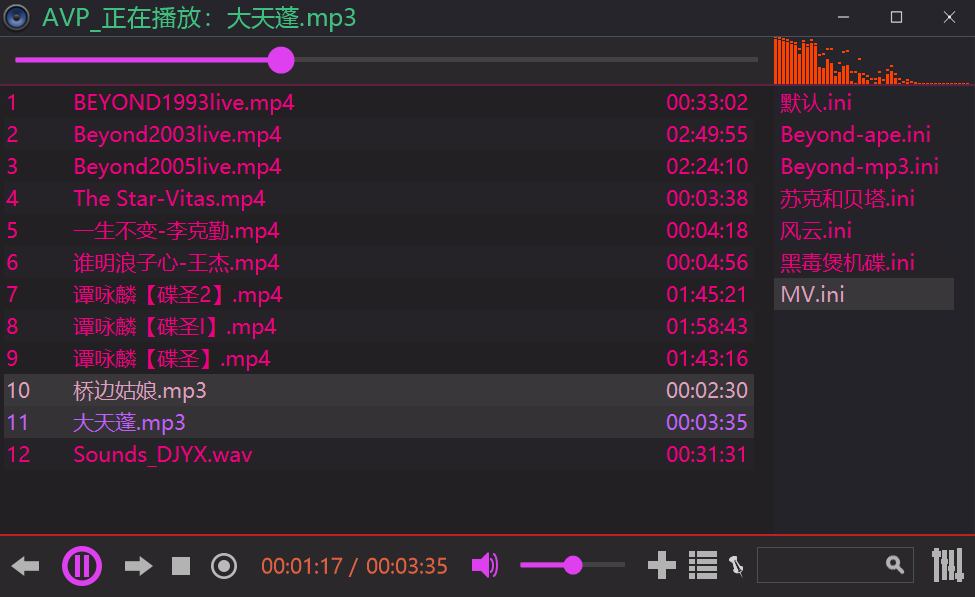 AVP_正在播放：大天蓬.mp3
1 BEYOND1993live.mp4 00:33:02
2 Beyond2003live.mp4 02:49:55
3 Beyond2005live.mp4 02:24:10
4 The Star-Vitas.mp4 00:03:38
5 一生不变-李克勤.mp4 00:04:18
6 谁明浪子心-王杰.mp4 00:04:56
7 谭咏麟【碟圣2】.mp4 01:45:21
8 谭咏麟【碟圣I】.mp4 01:58:43
9 谭咏麟【碟圣】.mp4 01:43:16
10 桥边姑娘.mp3 00:02:30
11 大天蓬.mp3 00:03:35
12 Sounds_DJYX.wav 00:31:31
默认.ini
Beyond-ape.ini
Beyond-mp3.ini
苏克和贝塔.ini
风云.ini
黑毒煲机碟.ini
MV.ini
00:01:17 / 00:03:35